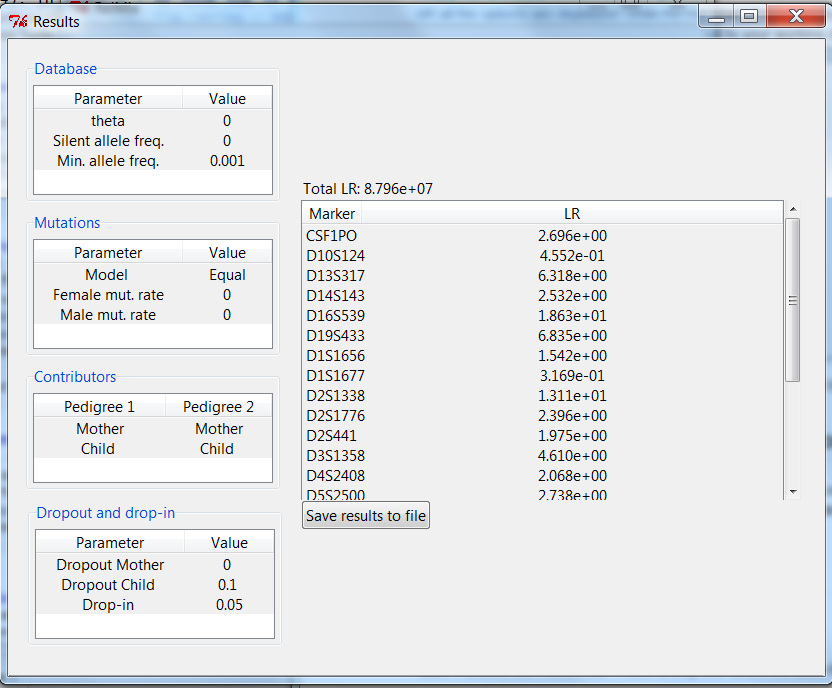 Results
Database
Parameter Value
theta 0
Silent allele freq. 0
Min. allele freq. 0.001
Mutations
Parameter Value
Model Equal
Female mut. rate 0
Male mut. rate 0
Contributors
Pedigree 1 Pedigree 2
Mother Mother
Child Child
Dropout and drop-in
Parameter Value
Dropout Mother 0
Dropout Child 0.1
Drop-in 0.05
Total LR: 8.796e+07
Marker LR
CSF1PO 2.696e+00
D10S124 4.552e-01
D13S317 6.318e+00
D14S143 2.532e+00
D16S539 1.863e+01
D19S433 6.835e+00
D1S1656 1.542e+00
D1S1677 3.169e-01
D2S1338 1.311e+01
D2S1776 2.396e+00
D2S441 1.975e+00
D3S1358 4.610e+00
D4S2408 2.068e+00
D5S2500 2.738e+00
Save results to file